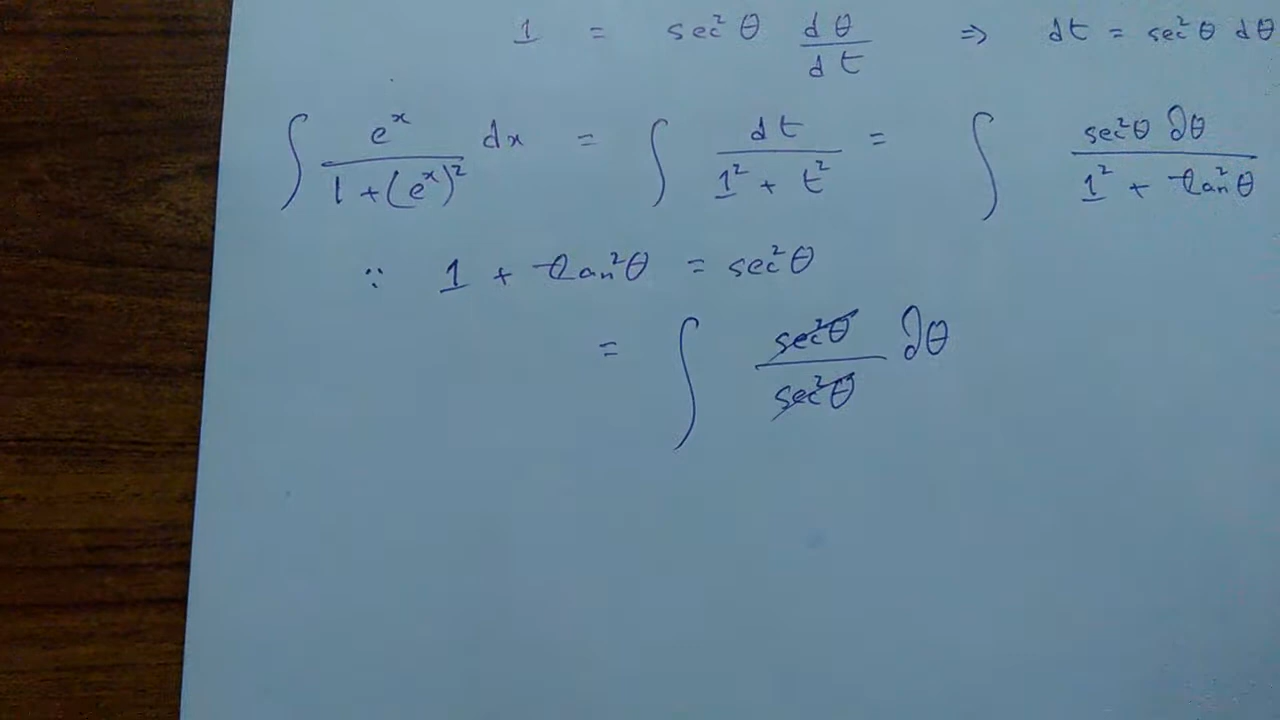 1 = sec²θ dθ/dt ⇒ dt = sec²θ dθ
∫ eˣ/(1+(eˣ)²) dx = ∫ dt/(1² + t²) = ∫ sec²θ ∂θ/(1² + tan²θ)
∵ 1 + tan²θ = sec²θ
= ∫ sec²θ/sec²θ ∂θ